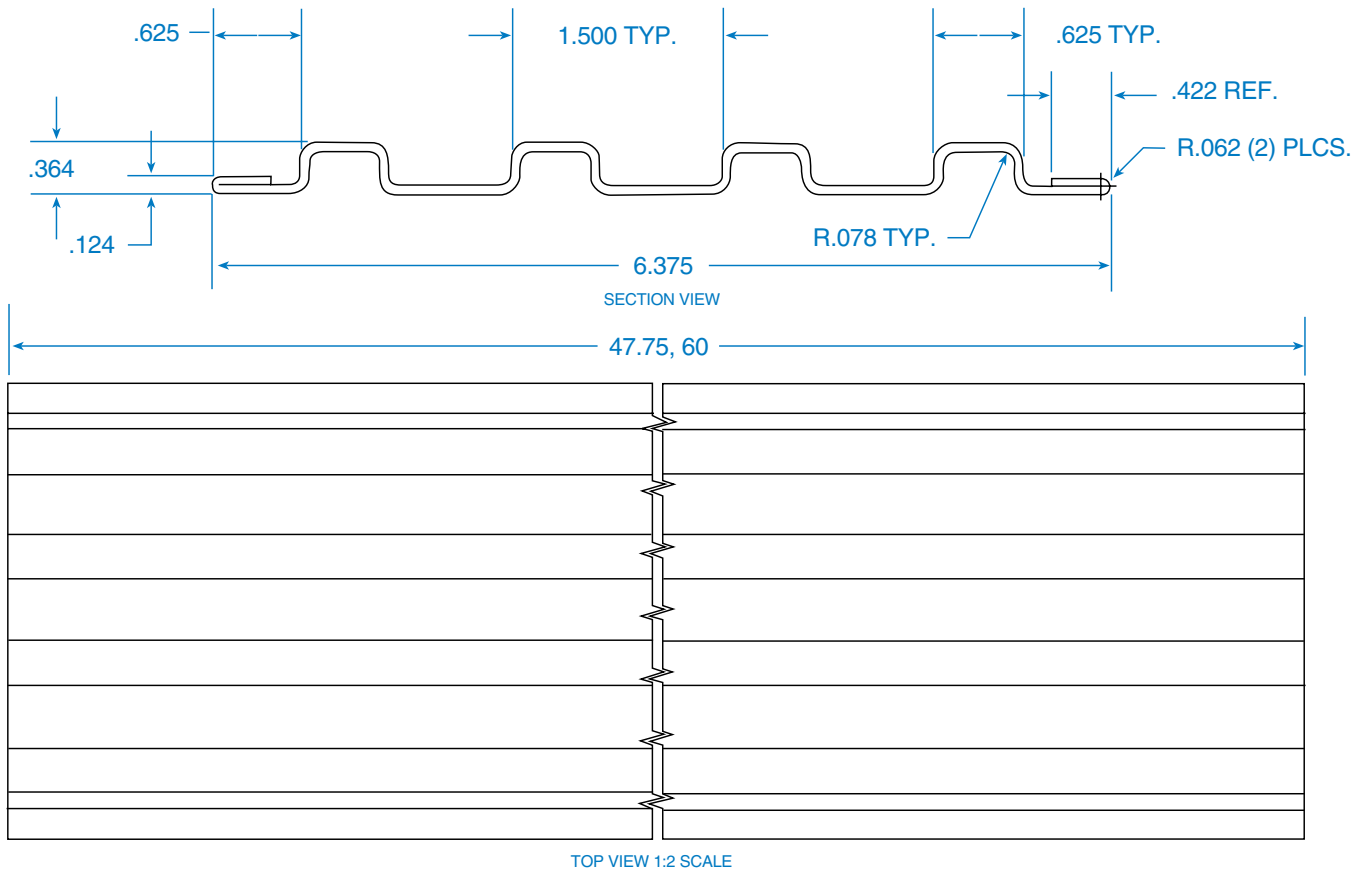 .625
1.500 TYP.
.625 TYP.
.422 REF.
R.062 (2) PLCS.
.364
.124
R.078 TYP.
6.375
SECTION VIEW
47.75, 60
TOP VIEW 1:2 SCALE